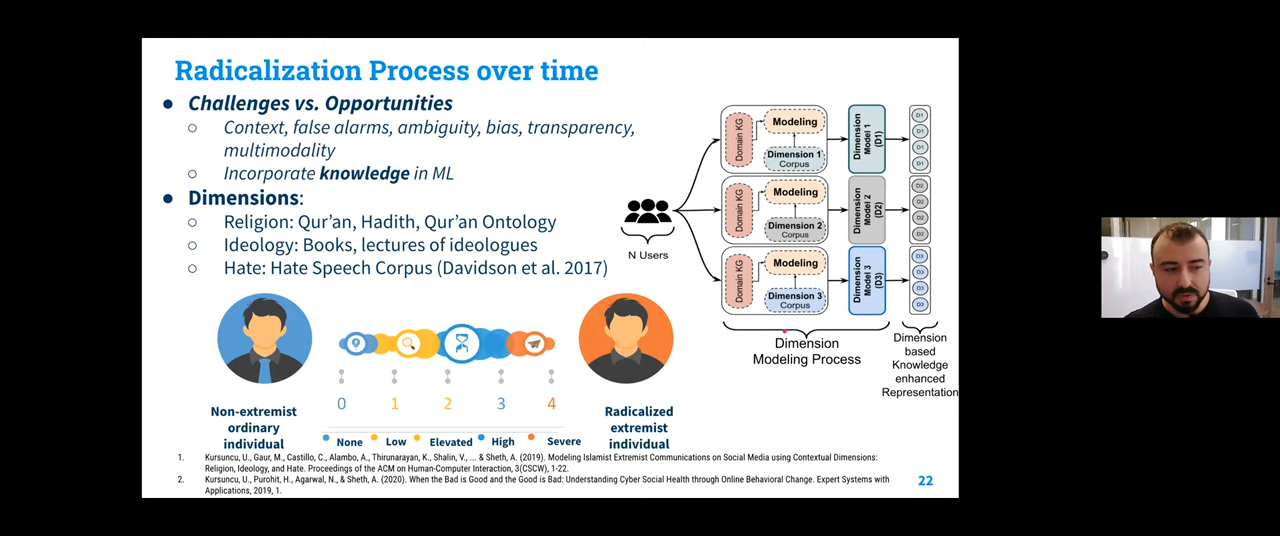 Radicalization Process over time
● Challenges vs. Opportunities
○ Context, false alarms, ambiguity, bias, transparency,
multimodality
○ Incorporate knowledge in ML
● Dimensions:
○ Religion: Qur'an, Hadith, Qur'an Ontology
○ Ideology: Books, lectures of ideologues
○ Hate: Hate Speech Corpus (Davidson et al. 2017)
N Users
Domain KG
Modeling
Dimension 1
Corpus
Dimension
Model 1
(D1)
D1
D1
D1
D1
Domain KG
Modeling
Dimension 2
Corpus
Dimension
Model 2
(D2)
D2
D2
D2
D2
Domain KG
Modeling
Dimension 3
Corpus
Dimension
Model 3
(D3)
D3
D3
D3
D3
Dimension
Modeling Process
Dimension
based
Knowledge
enhanced
Representation
Non-extremist
ordinary
individual
0 1 2 3 4
None Low Elevated High Severe
Radicalized
extremist
individual
1. Kursuncu, U., Gaur, M., Castillo, C., Alambo, A., Thirunarayan, K., Shalin, V., ... & Sheth, A. (2019). Modeling Islamist Extremist Communications on Social Media using Contextual Dimensions:
Religion, Ideology, and Hate. Proceedings of the ACM on Human-Computer Interaction, 3(CSCW), 1-22.
2. Kursuncu, U., Purohit, H., Agarwal, N., & Sheth, A. (2020). When the Bad is Good and the Good is Bad: Understanding Cyber Social Health through Online Behavioral Change. Expert Systems with
Applications, 2019, 1.
22